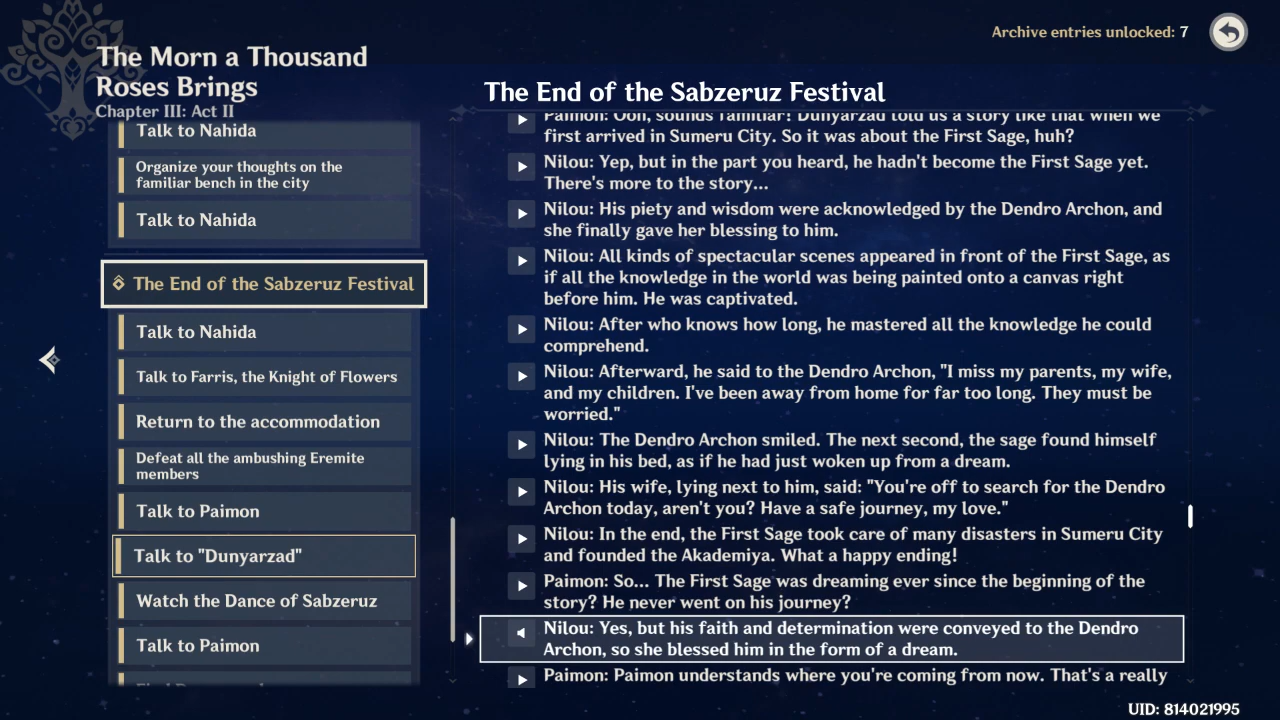 Archive entries unlocked: 7
The Morn a Thousand
Roses Brings
Chapter III: Act II
Talk to Nahida
Organize your thoughts on the
familiar bench in the city
Talk to Nahida
The End of the Sabzeruz Festival
Talk to Nahida
Talk to Farris, the Knight of Flowers
Return to the accommodation
Defeat all the ambushing Eremite
members
Talk to Paimon
Talk to "Dunyarzad"
Watch the Dance of Sabzeruz
Talk to Paimon
The End of the Sabzeruz Festival
Paimon: Ooh, sounds familiar! Dunyarzad told us a story like that when we
first arrived in Sumeru City. So it was about the First Sage, huh?
Nilou: Yep, but in the part you heard, he hadn't become the First Sage yet.
There's more to the story...
Nilou: His piety and wisdom were acknowledged by the Dendro Archon, and
she finally gave her blessing to him.
Nilou: All kinds of spectacular scenes appeared in front of the First Sage, as
if all the knowledge in the world was being painted onto a canvas right
before him. He was captivated.
Nilou: After who knows how long, he mastered all the knowledge he could
comprehend.
Nilou: Afterward, he said to the Dendro Archon, "I miss my parents, my wife,
and my children. I've been away from home for far too long. They must be
worried."
Nilou: The Dendro Archon smiled. The next second, the sage found himself
lying in his bed, as if he had just woken up from a dream.
Nilou: His wife, lying next to him, said: "You're off to search for the Dendro
Archon today, aren't you? Have a safe journey, my love."
Nilou: In the end, the First Sage took care of many disasters in Sumeru City
and founded the Akademiya. What a happy ending!
Paimon: So... The First Sage was dreaming ever since the beginning of the
story? He never went on his journey?
Nilou: Yes, but his faith and determination were conveyed to the Dendro
Archon, so she blessed him in the form of a dream.
Paimon: Paimon understands where you're coming from now. That's a really
UID: 814021995